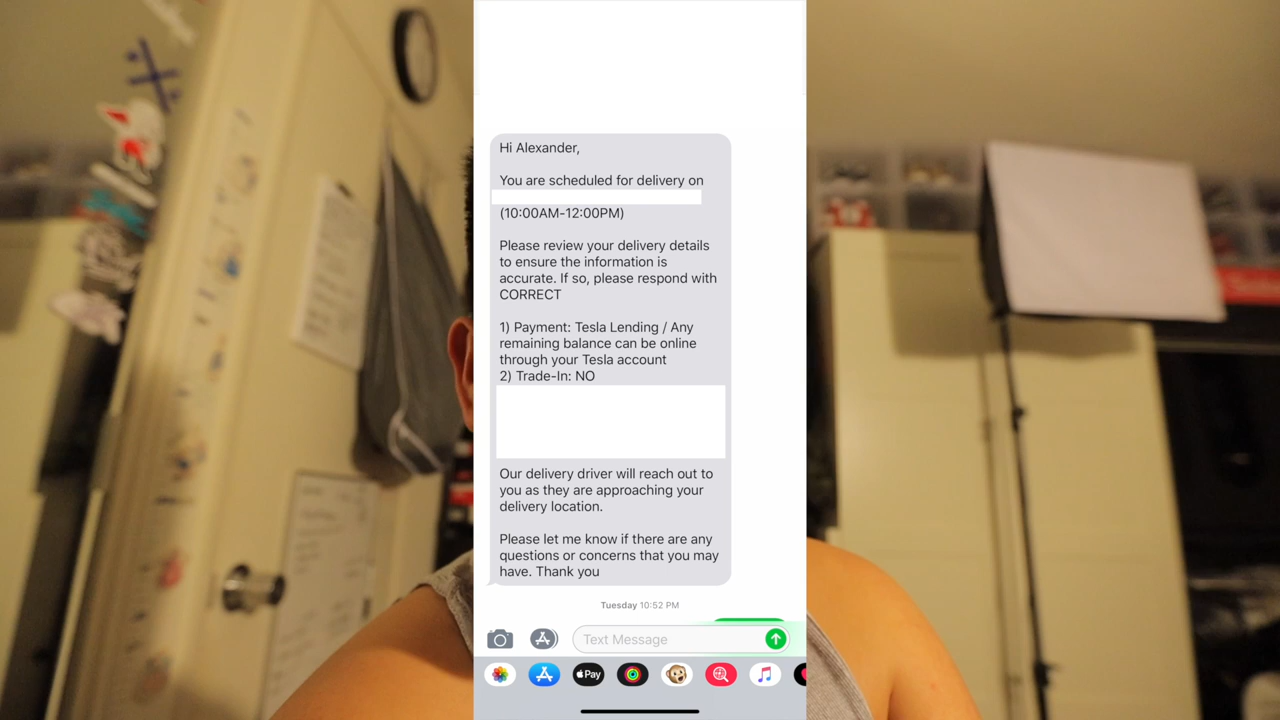 Hi Alexander,
You are scheduled for delivery on
(10:00AM-12:00PM)
Please review your delivery details
to ensure the information is
accurate. If so, please respond with
CORRECT
1) Payment: Tesla Lending / Any
remaining balance can be online
through your Tesla account
2) Trade-In: NO
Our delivery driver will reach out to
you as they are approaching your
delivery location.
Please let me know if there are any
questions or concerns that you may
have. Thank you
Tuesday 10:52 PM
Text Message
Pay